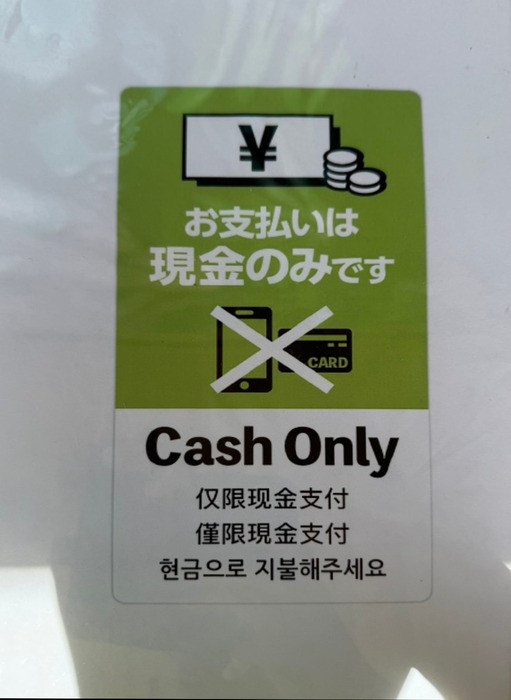 ¥
お支払いは
現金のみです
CARD
Cash Only
仅限现金支付
僅限現金支付
현금으로 지불해주세요